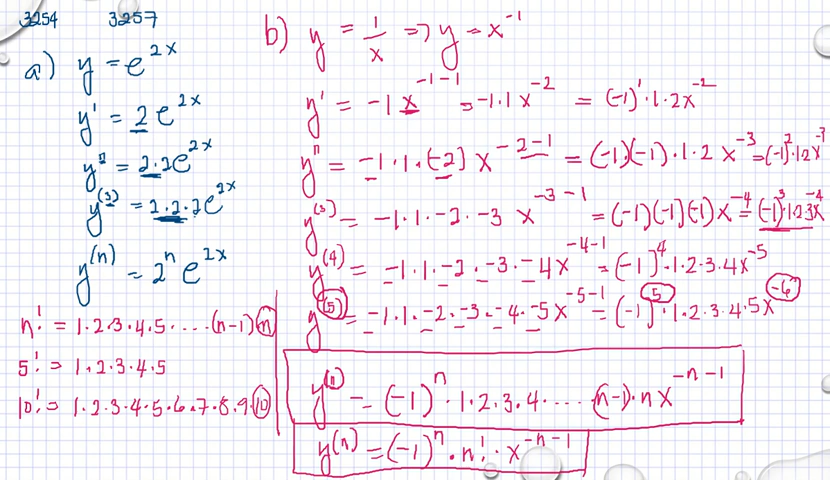 3254 3257
a) y = e^{2x}
y' = 2e^{2x}
y'' = 2·2e^{2x}
y^{(3)} = 2·2·2e^{2x}
y^{(n)} = 2^n e^{2x}
n! = 1·2·3·4·5·....(n-1)n
5! = 1·2·3·4·5
10! = 1·2·3·4·5·6·7·8·9·10
b) y = 1/x ⇒ y = x^{-1}
y' = -1x^{-1-1} = -1·1x^{-2} = (-1)^1·1·2x^{-2}
y'' = -1·1·(-2)x^{-2-1} = (-1)(-1)·1·2x^{-3} = (-1)^2·1·2x^{-3}
y^{(3)} = -1·1·-2·-3x^{-3-1} = (-1)(-1)(-1)x^{-4} = (-1)^3·1·2·3x^{-4}
y^{(4)} = -1·1·-2·-3·-4x^{-4-1} = (-1)^4·1·2·3·4x^{-5}
y^{(5)} = -1·1·-2·-3·-4·-5x^{-5-1} = (-1)^5·1·2·3·4·5x^{-6}
y^{(n)} = (-1)^n·1·2·3·4·....(n-1)·nx^{-n-1}
y^{(n)} = (-1)^n·n!·x^{-n-1}